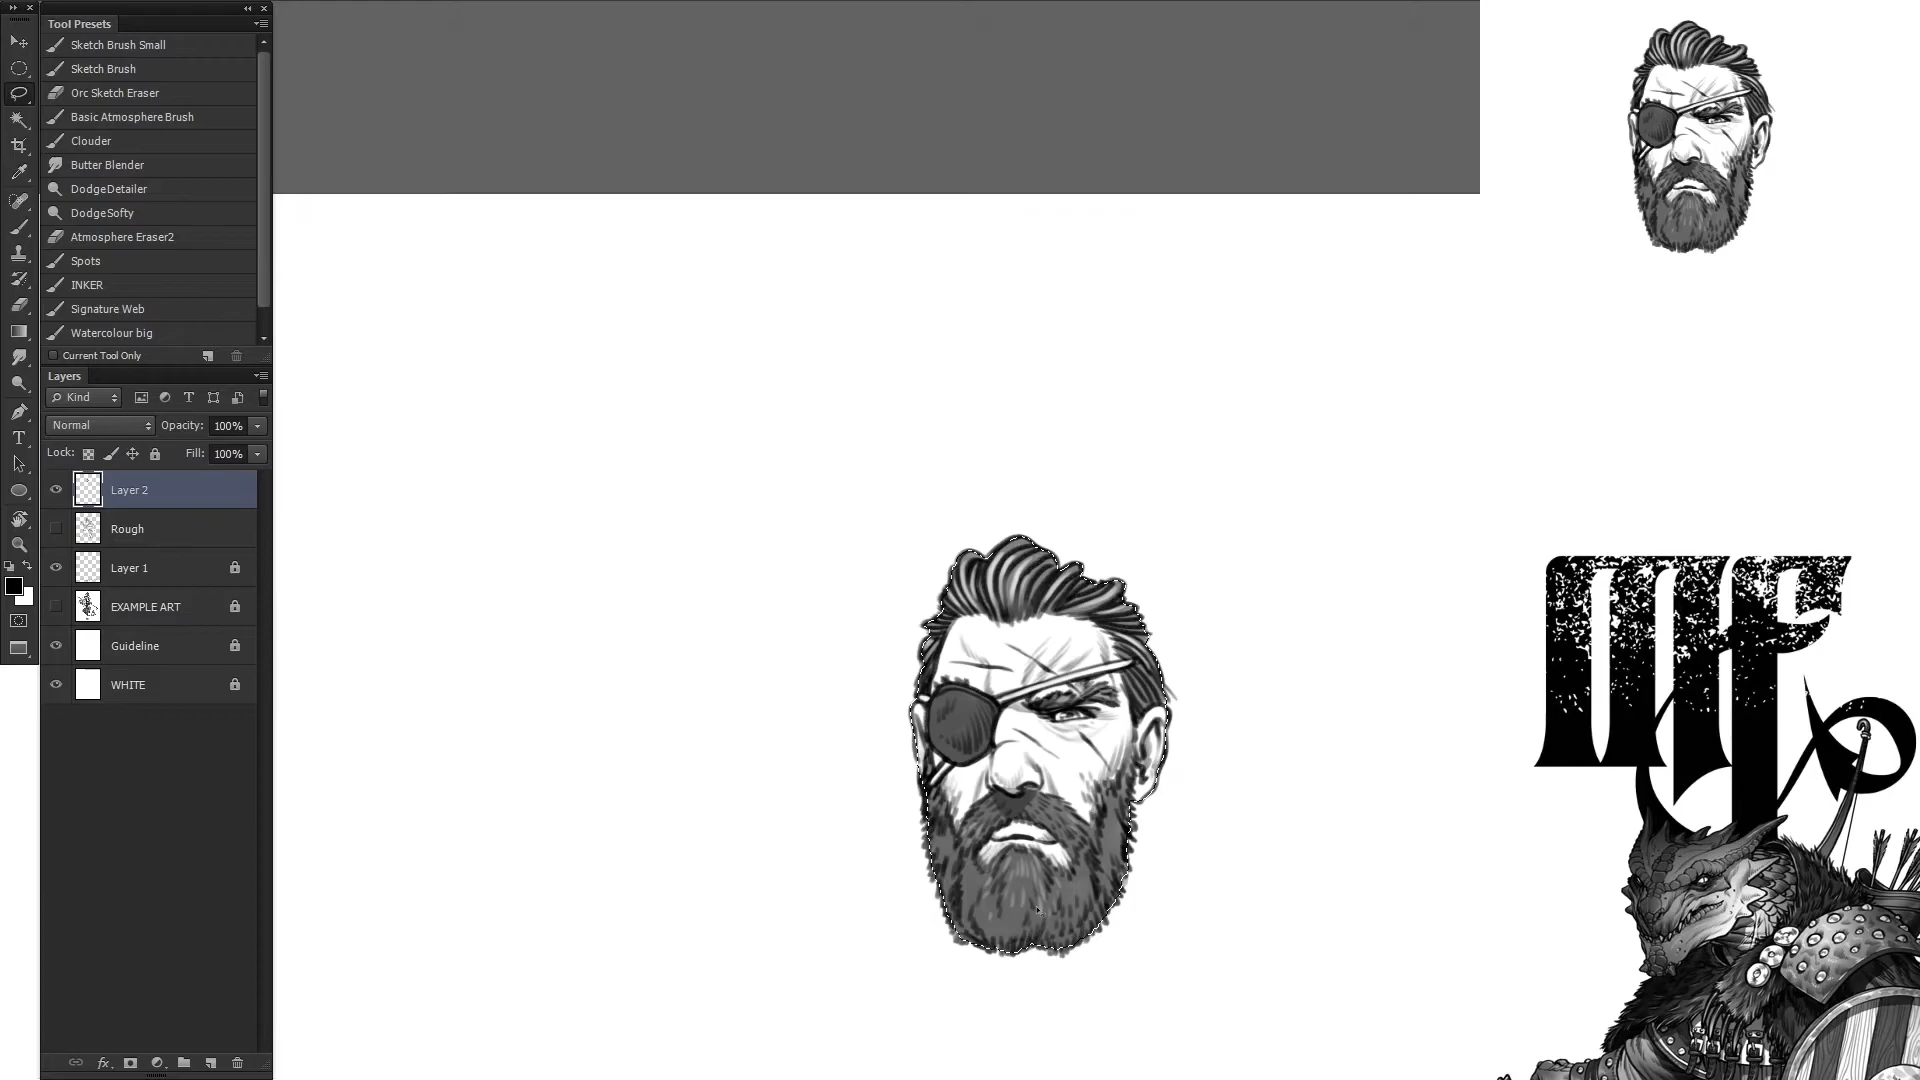 Tool Presets
Sketch Brush Small
Sketch Brush
Orc Sketch Eraser
Basic Atmosphere Brush
Clouder
Butter Blender
DodgeDetailer
DodgeSofty
Atmosphere Eraser2
Spots
INKER
Signature Web
Watercolour big
Current Tool Only
Layers
Kind
Normal
Opacity: 100%
Lock:
Fill: 100%
Layer 2
Rough
Layer 1
EXAMPLE ART
Guideline
WHITE
fx